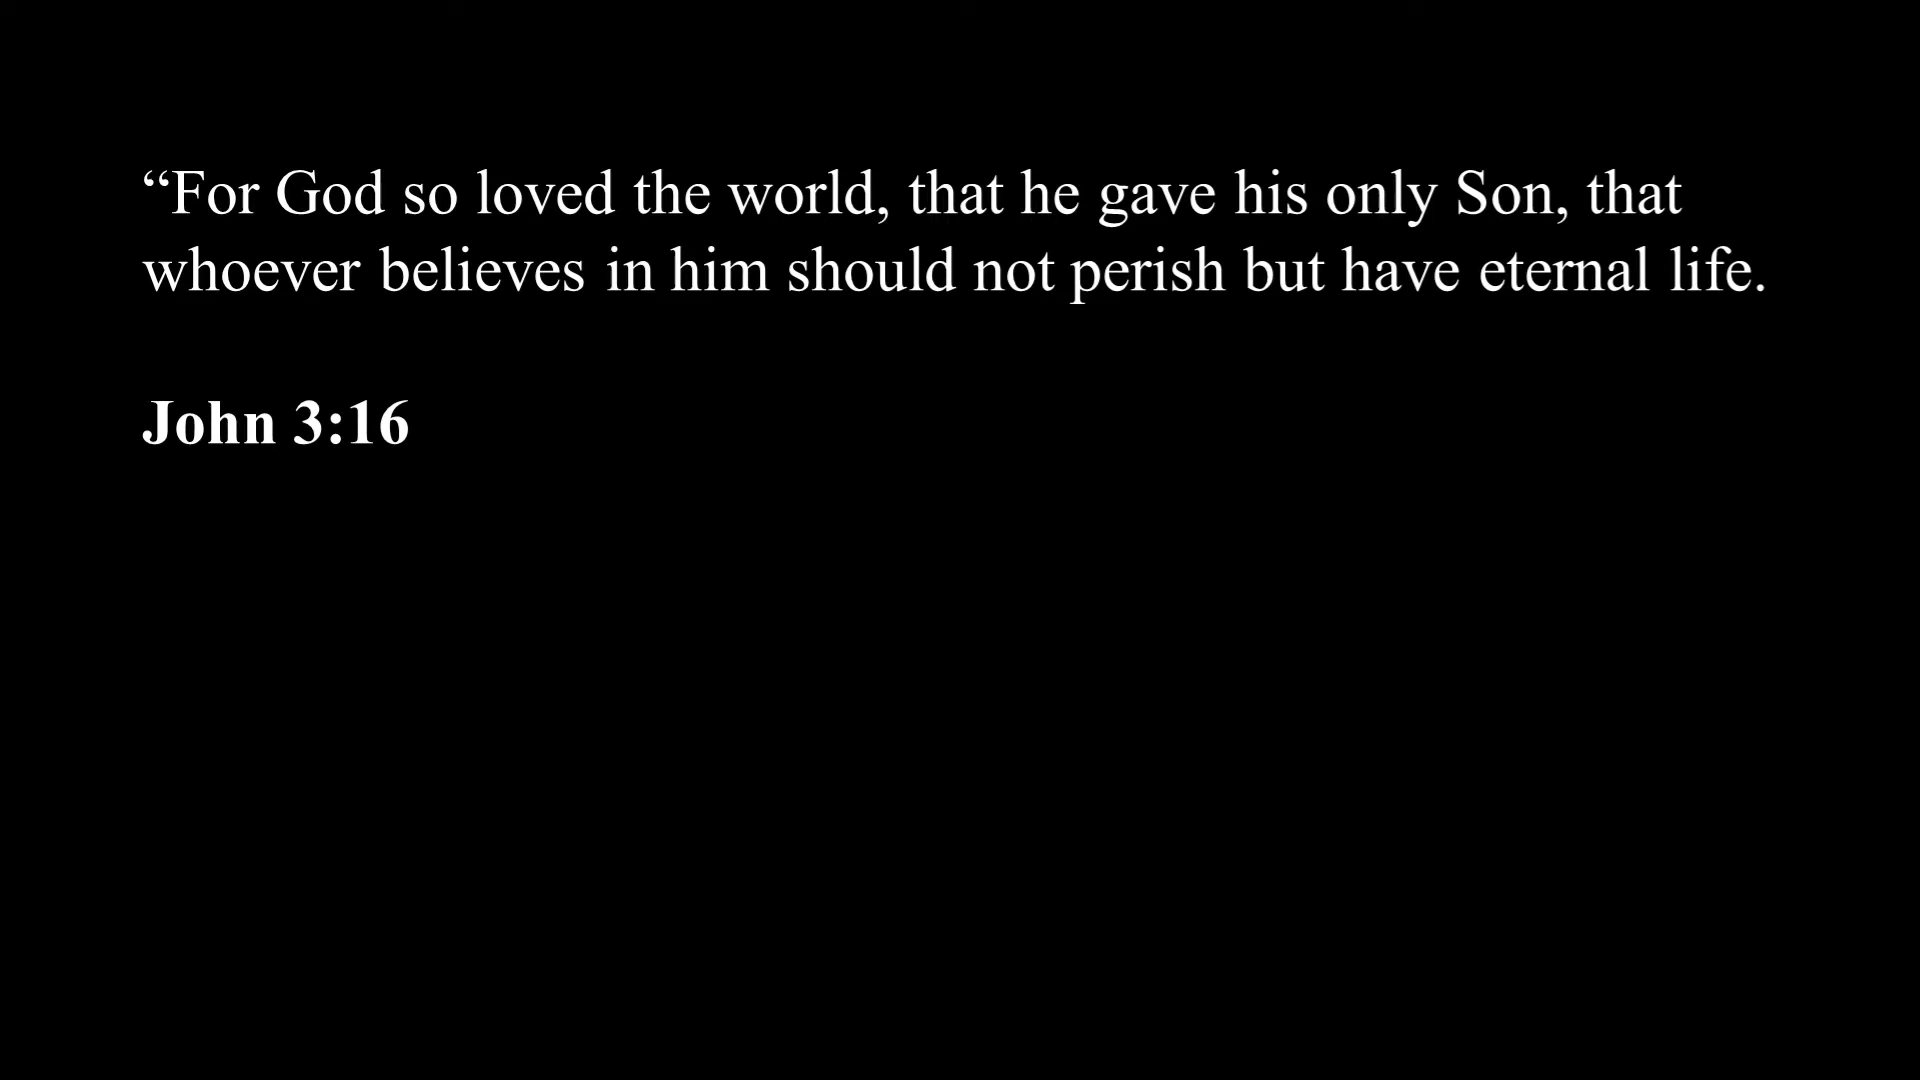 “For God so loved the world, that he gave his only Son, that
whoever believes in him should not perish but have eternal life.
John 3:16